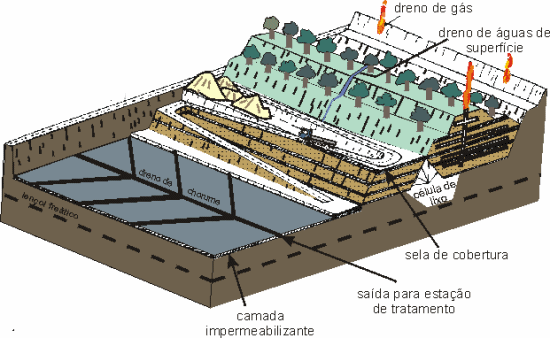 dreno de gás
dreno de águas de
superfície
dreno de
chorume
lençol freático
célula de
lixo
sela de cobertura
saída para estação
de tratamento
camada
impermeabilizante